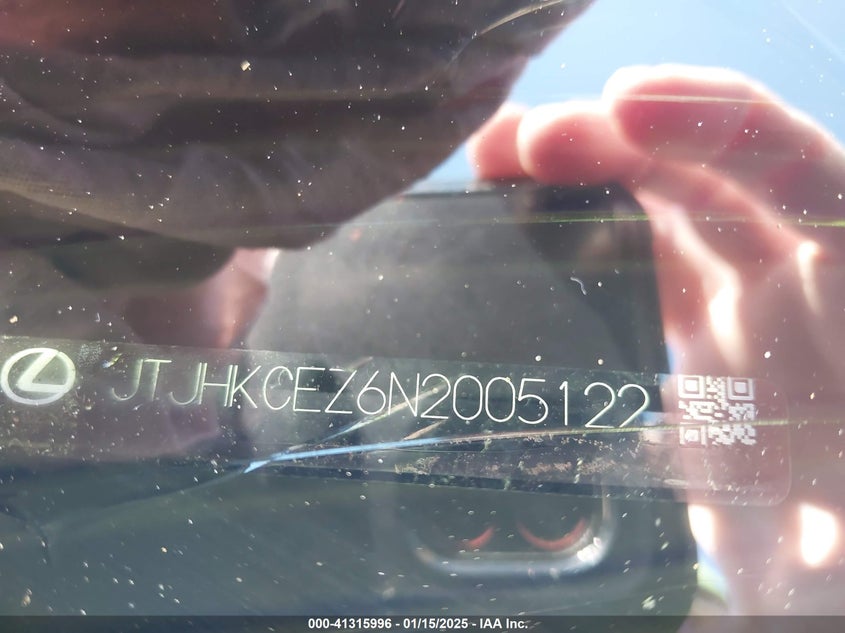 JTJHKCEZ6N2005122
000-41315996 - 01/15/2025 - IAA Inc.